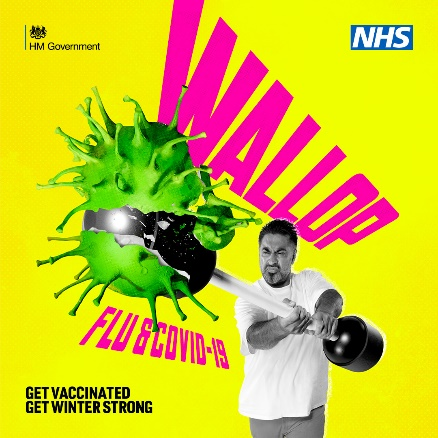 HM Government
NHS
WALLOP
FLU & COVID-19
GET VACCINATED
GET WINTER STRONG